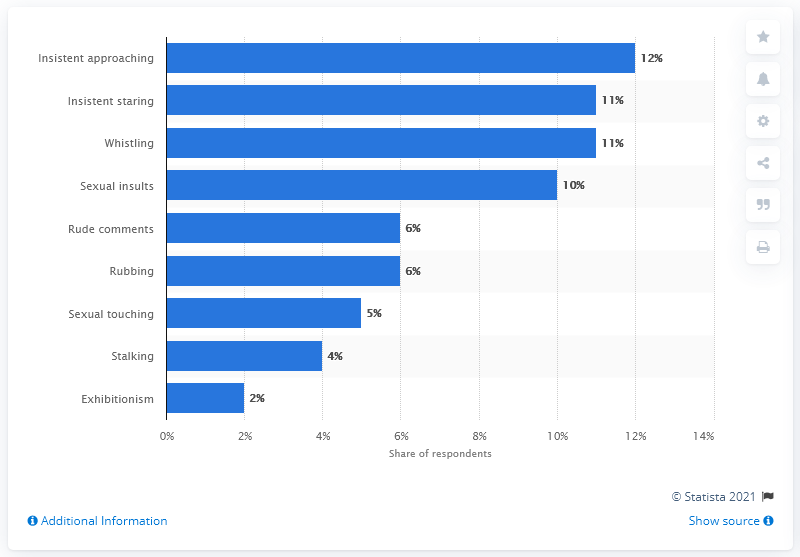 Insistent approaching 12%
Insistent staring 11%
Whistling 11%
Sexual insults 10%
Rude comments 6%
Rubbing 6%
Sexual touching 5%
Stalking 4%
Exhibitionism 2%
0% 2% 4% 6% 8% 10% 12% 14%
Share of respondents
© Statista 2021
Additional Information Show source